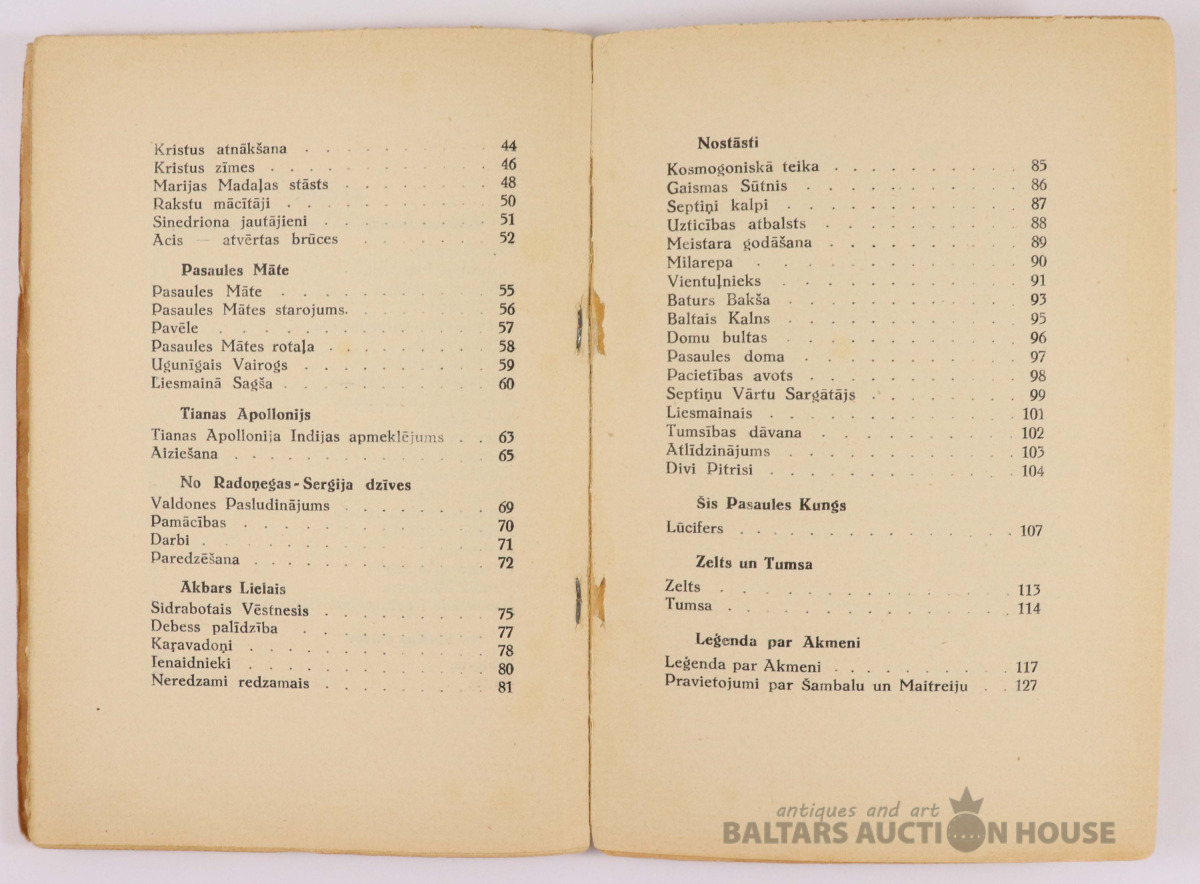 Kristus atnākšana . . . . . . . . . 44
Kristus zīmes . . . . . . . . . . . 46
Marijas Madaļas stāsts . . . . . . . 48
Rakstu mācītāji . . . . . . . . . . 50
Sinedriona jautājieni . . . . . . . . 51
Acis — atvērtas brūces . . . . . . . 52
Pasaules Māte
Pasaules Māte . . . . . . . . . . 55
Pasaules Mātes starojums. . . . . . . 56
Pavēle . . . . . . . . . . . . . 57
Pasaules Mātes rotaļa . . . . . . . . 58
Ugunīgais Vairogs . . . . . . . . . 59
Liesmainā Sagša . . . . . . . . . . 60
Tianas Apollonijs
Tianas Apollonija Indijas apmeklējums . . 63
Aiziešana . . . . . . . . . . . . 65
No Radoņegas-Serģija dzīves
Valdones Pasludinājums . . . . . . . 69
Pamācības . . . . . . . . . . . . 70
Darbi . . . . . . . . . . . . . . 71
Paredzēšana . . . . . . . . . . . 72
Akbars Lielais
Sidrabotais Vēstnesis . . . . . . . . 75
Debess palīdzība . . . . . . . . . 77
Kaŗavadoņi . . . . . . . . . . . 78
Ienaidnieki . . . . . . . . . . . . 80
Neredzami redzamais . . . . . . . . 81
Nostāsti
Kosmogoniskā teika . . . . . . . . . 85
Gaismas Sūtnis . . . . . . . . . . 86
Septiņi kalpi . . . . . . . . . . . 87
Uzticības atbalsts . . . . . . . . . 88
Meistara godāšana . . . . . . . . . 89
Milarepa . . . . . . . . . . . . 90
Vientuļnieks . . . . . . . . . . . 91
Baturs Bakša . . . . . . . . . . . 93
Baltais Kalns . . . . . . . . . . . 95
Domu bultas . . . . . . . . . . . 96
Pasaules doma . . . . . . . . . . 97
Pacietības avots . . . . . . . . . . 98
Septiņu Vārtu Sargātājs . . . . . . . 99
Liesmainais . . . . . . . . . . . 101
Tumsības dāvana . . . . . . . . . 102
Atlīdzinājums . . . . . . . . . . 103
Divi Pitrisi . . . . . . . . . . . 104
Šis Pasaules Kungs
Lūcifers . . . . . . . . . . . . 107
Zelts un Tumsa
Zelts . . . . . . . . . . . . . 113
Tumsa . . . . . . . . . . . . . 114
Leģenda par Akmeni
Leģenda par Akmeni . . . . . . . . 117
Pravietojumi par Šambalu un Maitreiju . . 127
antiques and art
BALTARS AUCTION HOUSE